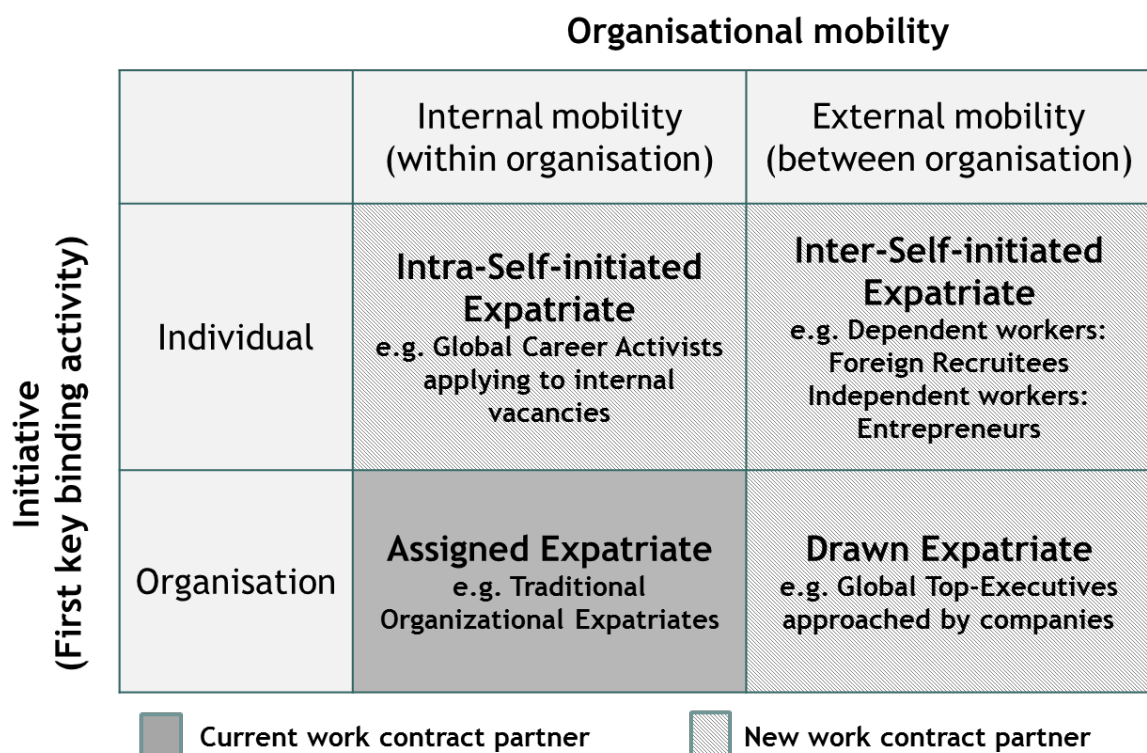 Organisational mobility
Internal mobility
(within organisation)
External mobility
(between organisation)
Initiative
(First key binding activity)
Individual
Intra-Self-initiated
Expatriate
e.g. Global Career Activists
applying to internal
vacancies
Inter-Self-initiated
Expatriate
e.g. Dependent workers:
Foreign Recruitees
Independent workers:
Entrepreneurs
Organisation
Assigned Expatriate
e.g. Traditional
Organizational Expatriates
Drawn Expatriate
e.g. Global Top-Executives
approached by companies
Current work contract partner
New work contract partner